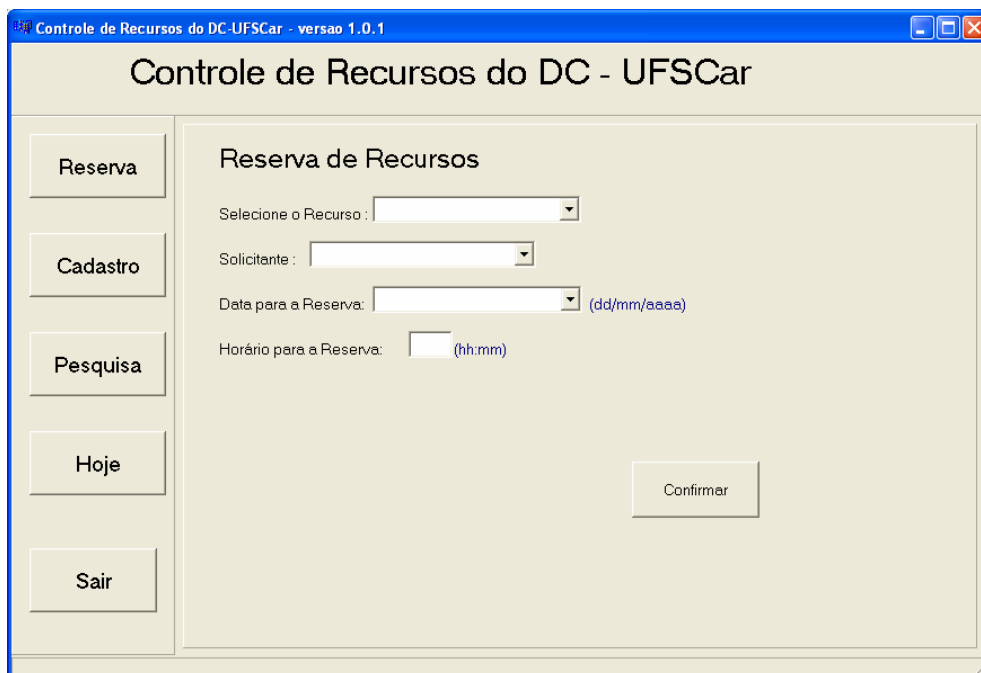 Controle de Recursos do DC-UFSCar - versao 1.0.1
Controle de Recursos do DC - UFSCar
Reserva
Cadastro
Pesquisa
Hoje
Sair
Reserva de Recursos
Selecione o Recurso :
Solicitante :
Data para a Reserva: (dd/mm/aaaa)
Horário para a Reserva: (hh:mm)
Confirmar